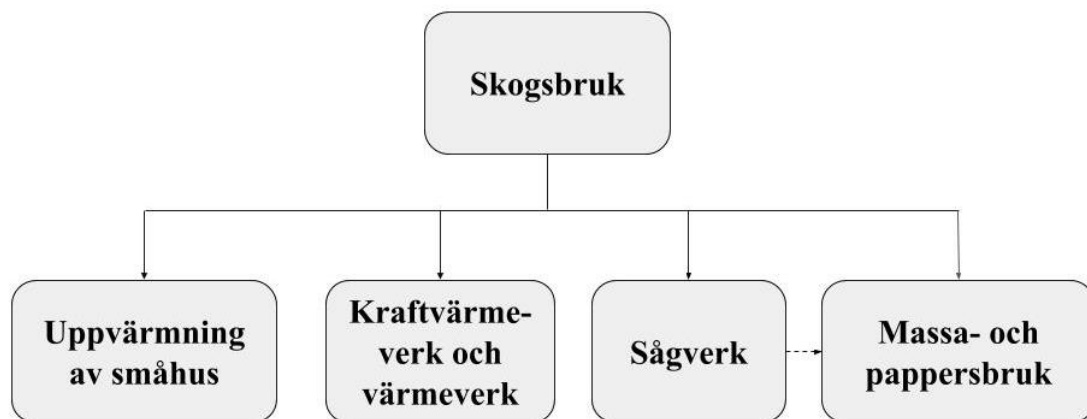 Skogsbruk
Uppvärmning
av småhus
Kraftvärme-
verk och
värmeverk
Sågverk
Massa- och
pappersbruk